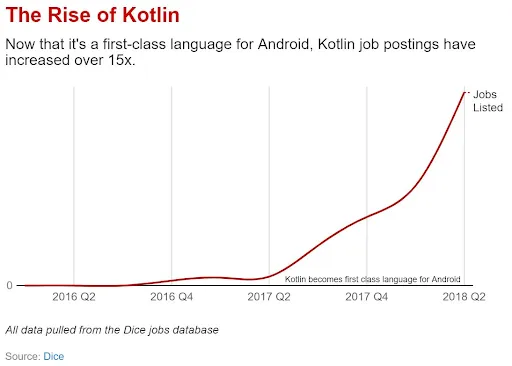 The Rise of Kotlin
Now that it's a first-class language for Android, Kotlin job postings have
increased over 15x.
Jobs
Listed
Kotlin becomes first class language for Android
0
2016 Q2 2016 Q4 2017 Q2 2017 Q4 2018 Q2
All data pulled from the Dice jobs database
Source: Dice